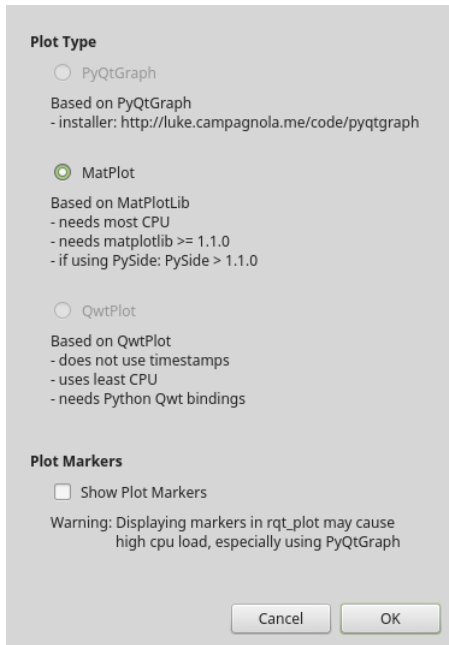 Plot Type
PyQtGraph
Based on PyQtGraph
- installer: http://luke.campagnola.me/code/pyqtgraph
MatPlot
Based on MatPlotLib
- needs most CPU
- needs matplotlib >= 1.1.0
- if using PySide: PySide > 1.1.0
QwtPlot
Based on QwtPlot
- does not use timestamps
- uses least CPU
- needs Python Qwt bindings
Plot Markers
Show Plot Markers
Warning: Displaying markers in rqt_plot may cause
high cpu load, especially using PyQtGraph
Cancel OK